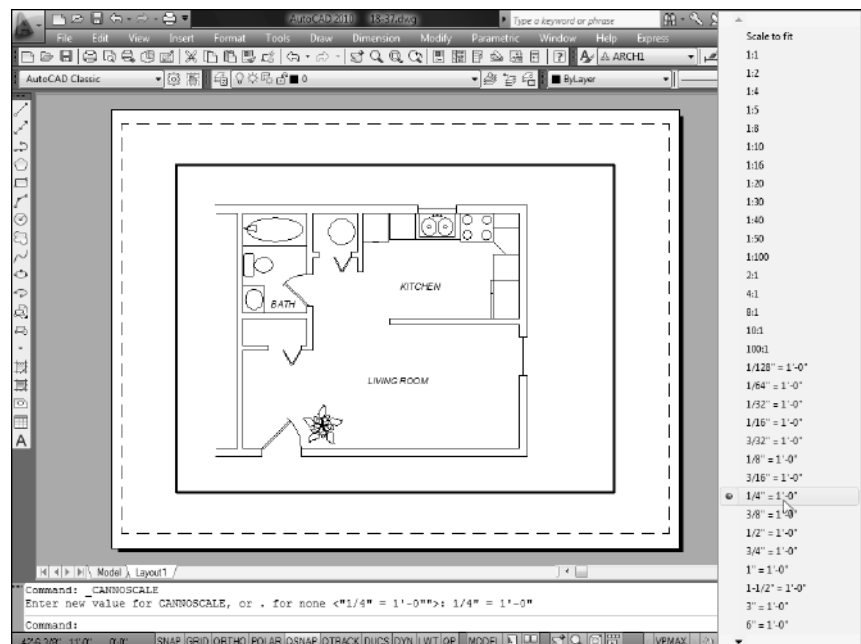 AutoCAD 2010 18-37.dwg
Type a keyword or phrase
File Edit View Insert Format Tools Draw Dimension Modify Parametric Window Help Express
ARCH1
AutoCAD Classic
0
ByLayer
KITCHEN
BATH
LIVING ROOM
Model Layout1
Command: _CANNOSCALE
Enter new value for CANNOSCALE, or . for none <"1/4" = 1'-0"">: 1/4" = 1'-0"
Command:
SNAP GRID ORTHO POLAR OSNAP OTRACK DUCS DYN LWT QP MODEL
VPMAX
Scale to fit
1:1
1:2
1:4
1:5
1:8
1:10
1:16
1:20
1:30
1:40
1:50
1:100
2:1
4:1
8:1
10:1
100:1
1/128" = 1'-0"
1/64" = 1'-0"
1/32" = 1'-0"
1/16" = 1'-0"
3/32" = 1'-0"
1/8" = 1'-0"
3/16" = 1'-0"
1/4" = 1'-0"
3/8" = 1'-0"
1/2" = 1'-0"
3/4" = 1'-0"
1" = 1'-0"
1-1/2" = 1'-0"
3" = 1'-0"
6" = 1'-0"